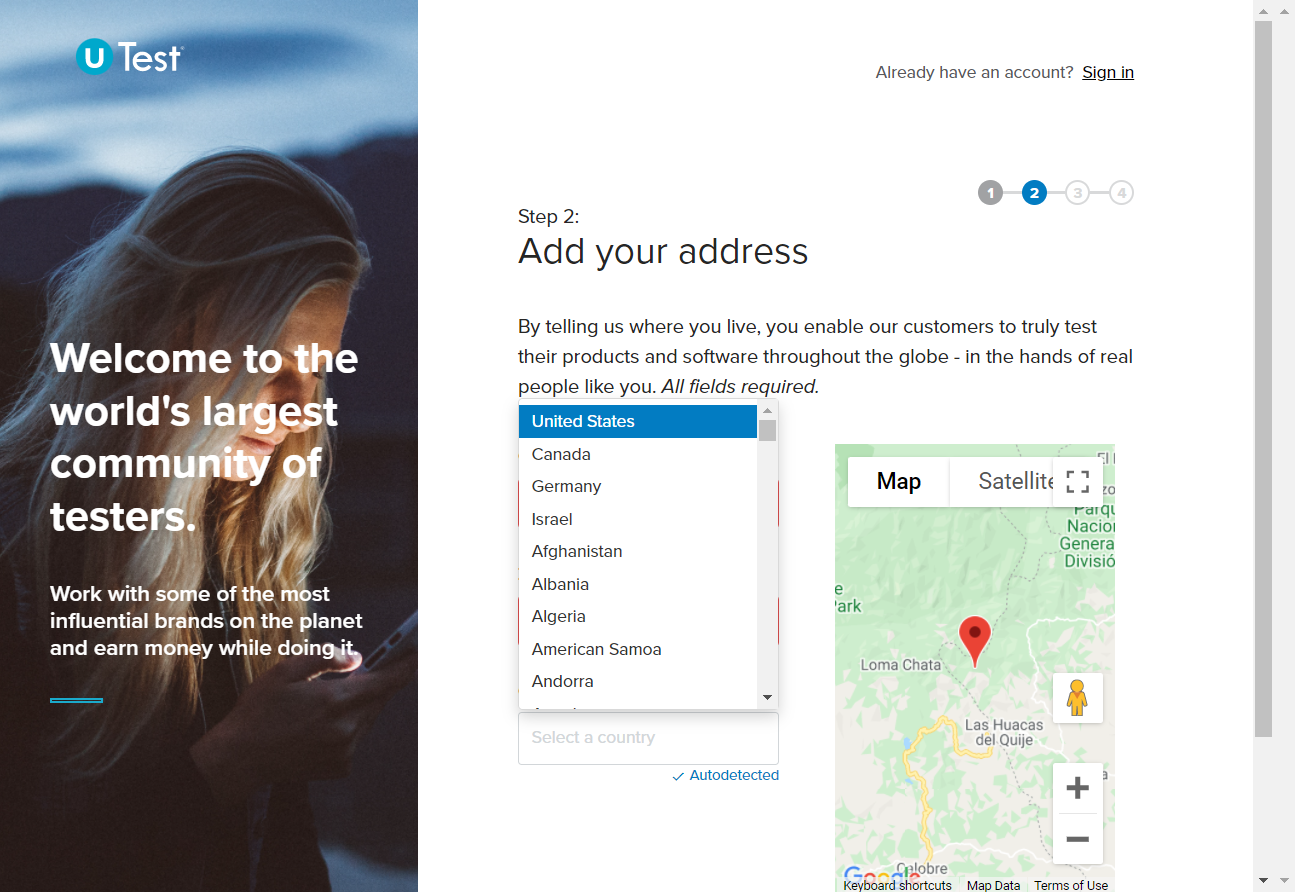 U Test
Already have an account? Sign in
1 2 3 4
Step 2:
Add your address
By telling us where you live, you enable our customers to truly test
their products and software throughout the globe - in the hands of real
people like you. All fields required.
Welcome to the
world's largest
community of
testers.
Work with some of the most
influential brands on the planet
and earn money while doing it.
United States
Canada
Germany
Israel
Afghanistan
Albania
Algeria
American Samoa
Andorra
Select a country
Autodetected
Map Satellite
Loma Chata
Las Huacas
del Quije
Calobre
Google
Keyboard shortcuts Map Data Terms of Use